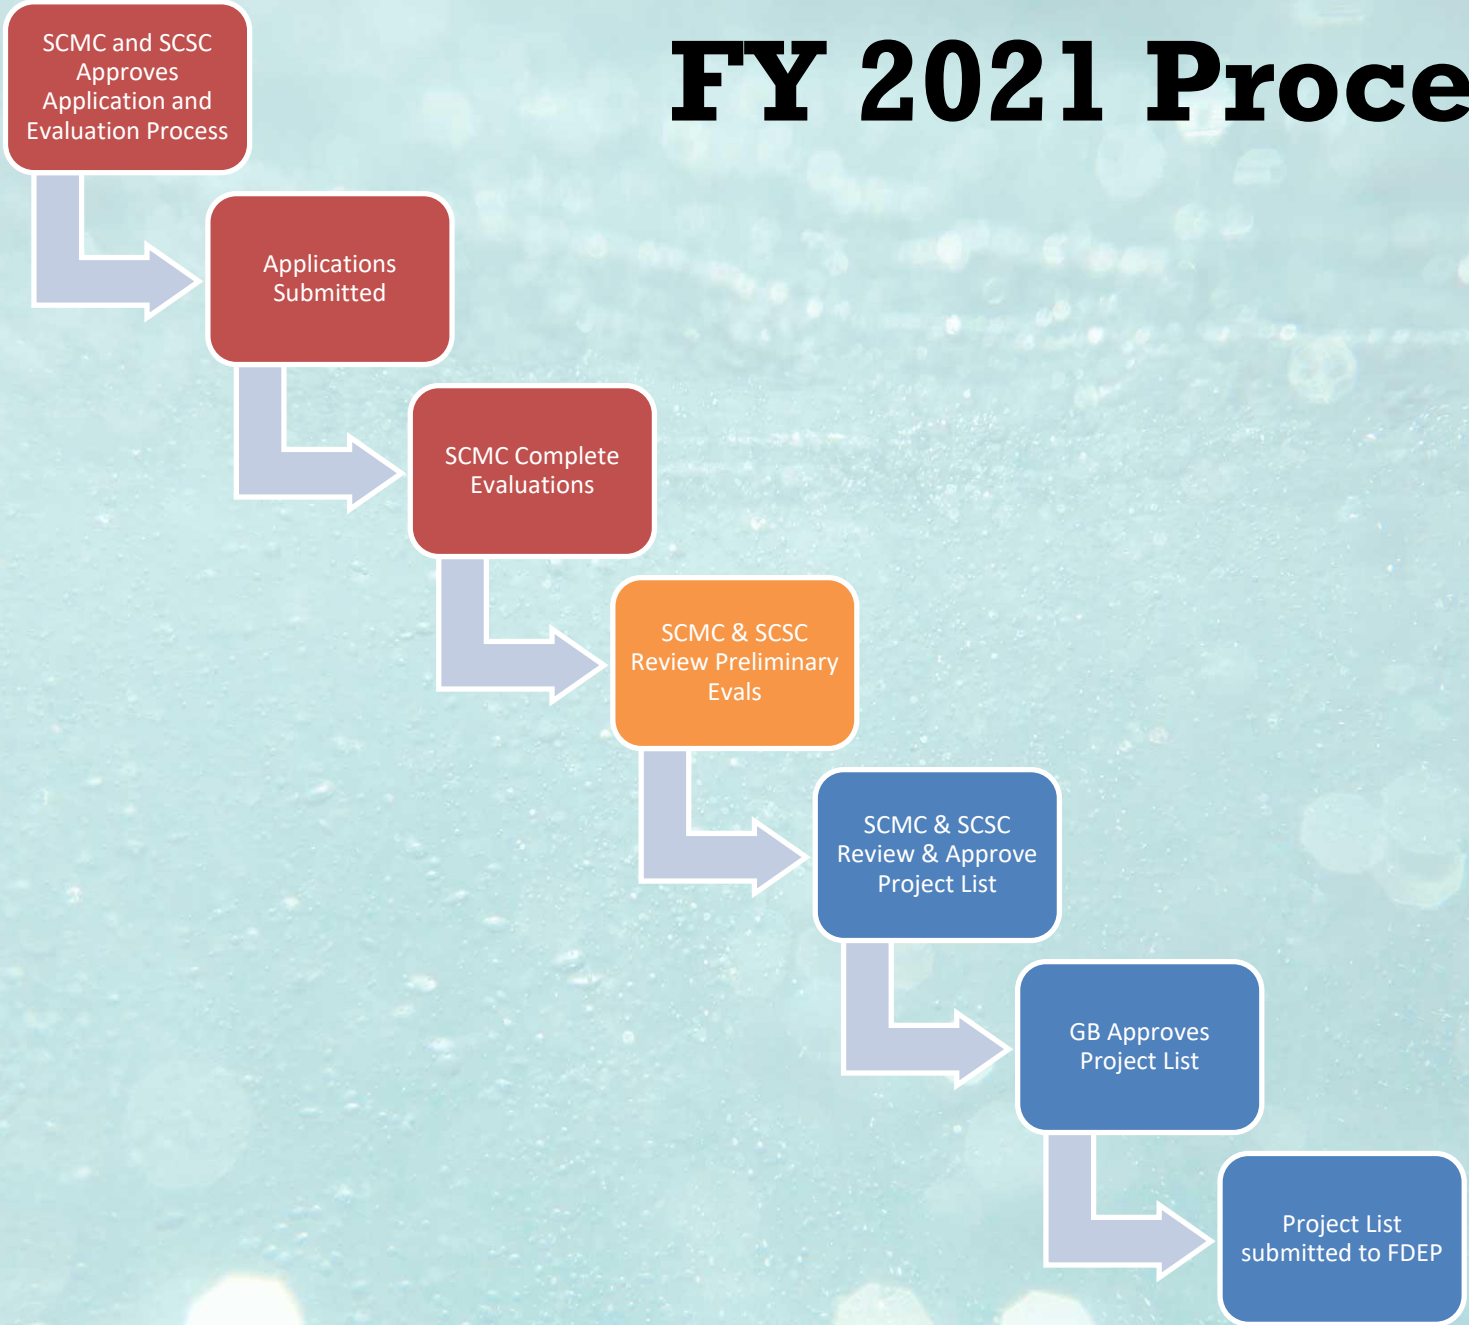 FY 2021 Proce
SCMC and SCSC
Approves
Application and
Evaluation Process
Applications
Submitted
SCMC Complete
Evaluations
SCMC & SCSC
Review Preliminary
Evals
SCMC & SCSC
Review & Approve
Project List
GB Approves
Project List
Project List
submitted to FDEP